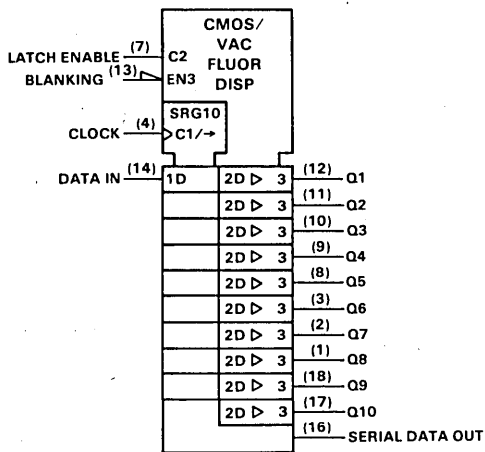 CMOS/
VAC
FLUOR
DISP
LATCH ENABLE (7) C2
BLANKING (13) EN3
SRG10
CLOCK (4) C1/→
DATA IN (14) 1D 2D ▷ 3 (12) Q1
2D ▷ 3 (11) Q2
2D ▷ 3 (10) Q3
2D ▷ 3 (9) Q4
2D ▷ 3 (8) Q5
2D ▷ 3 (3) Q6
2D ▷ 3 (2) Q7
2D ▷ 3 (1) Q8
2D ▷ 3 (18) Q9
2D ▷ 3 (17) Q10
(16) SERIAL DATA OUT